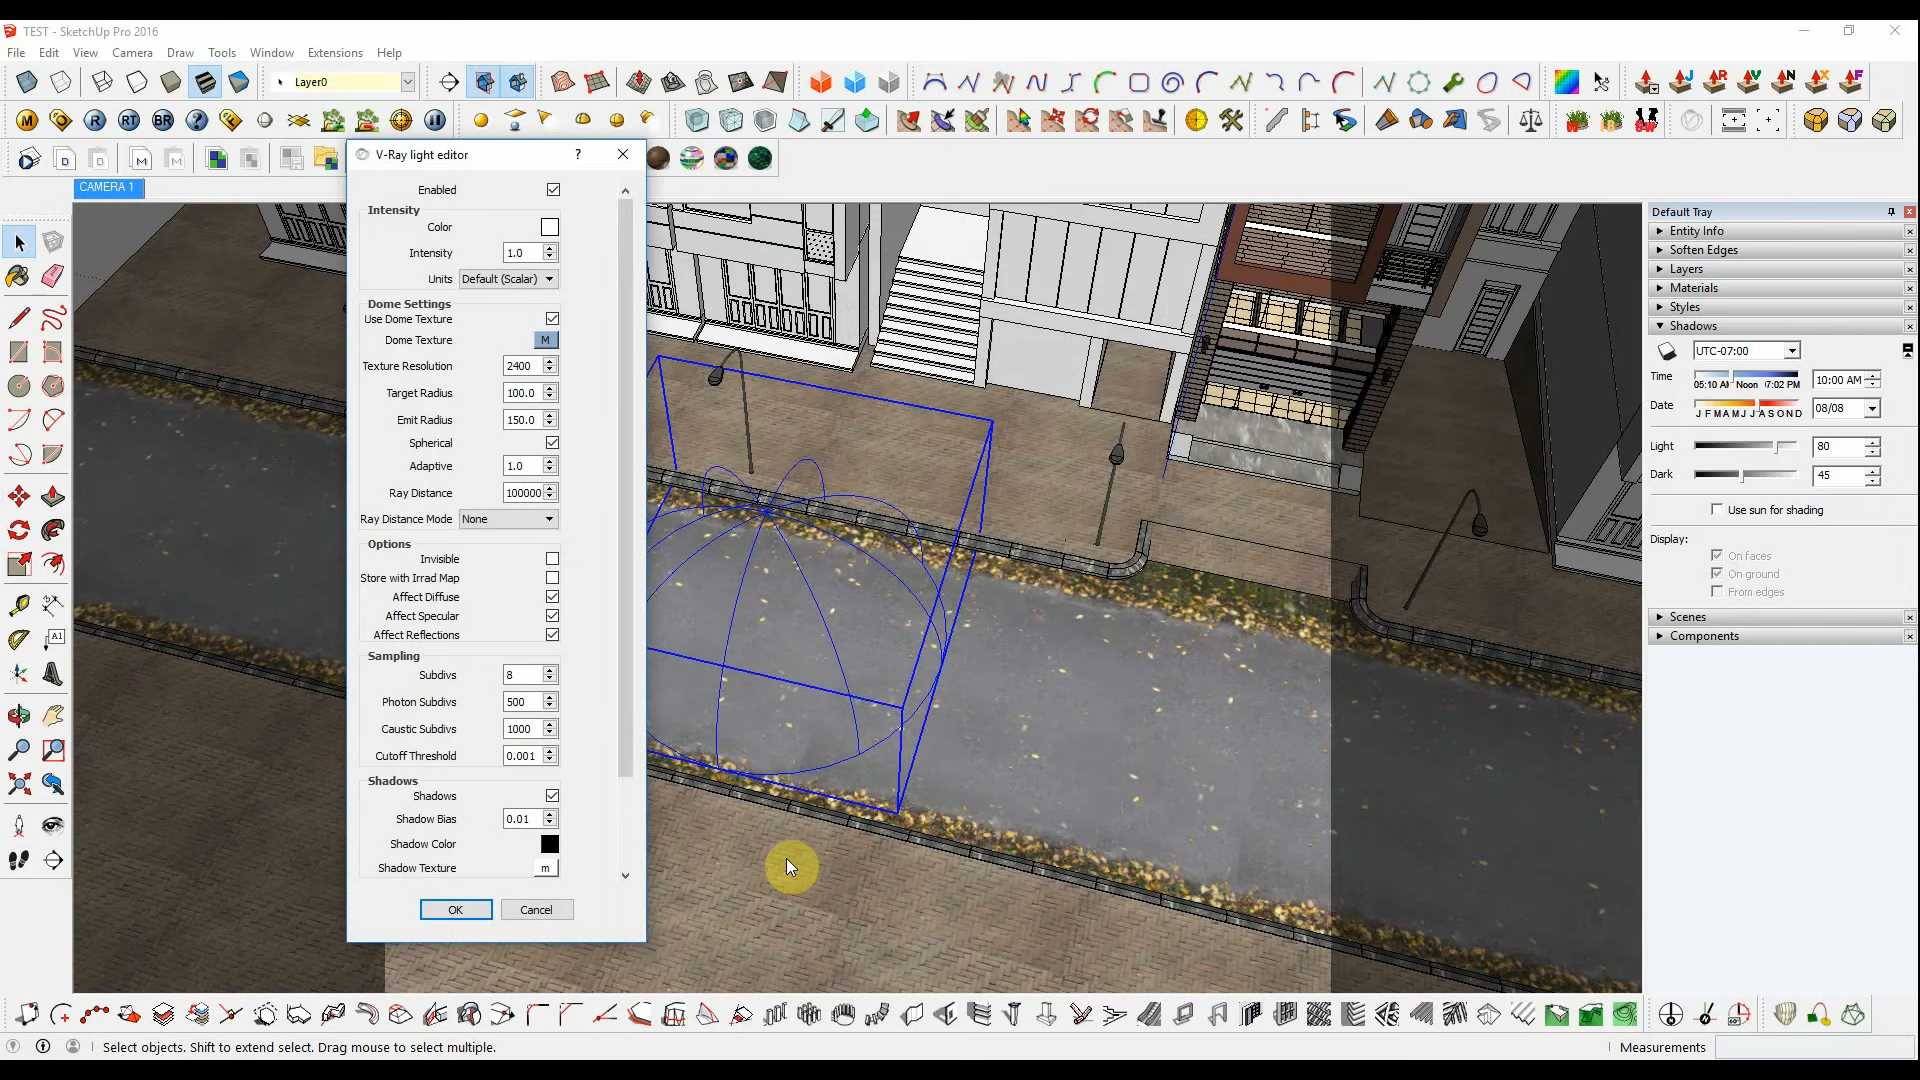 TEST - SketchUp Pro 2016
File Edit View Camera Draw Tools Window Extensions Help
Layer0
J R V N X F
M R RT BR ?
D D M M
V-Ray light editor ?
CAMERA 1
Enabled
Intensity
Color
Intensity 1.0
Units Default (Scalar)
Dome Settings
Use Dome Texture
Dome Texture M
Texture Resolution 2400
Target Radius 100.0
Emit Radius 150.0
Spherical
Adaptive 1.0
Ray Distance 100000
Ray Distance Mode None
Options
Invisible
Store with Irrad Map
Affect Diffuse
Affect Specular
Affect Reflections
Sampling
Subdivs 8
Photon Subdivs 500
Caustic Subdivs 1000
Cutoff Threshold 0.001
Shadows
Shadows
Shadow Bias 0.01
Shadow Color
Shadow Texture m
OK Cancel
Default Tray
Entity Info
Soften Edges
Layers
Materials
Styles
Shadows
UTC-07:00
Time 05:10 AM Noon 07:02 PM 10:00 AM
Date J F M A M J J A S O N D 08/08
Light 80
Dark 45
Use sun for shading
Display:
On faces
On ground
From edges
Scenes
Components
A1
Select objects. Shift to extend select. Drag mouse to select multiple.
Measurements